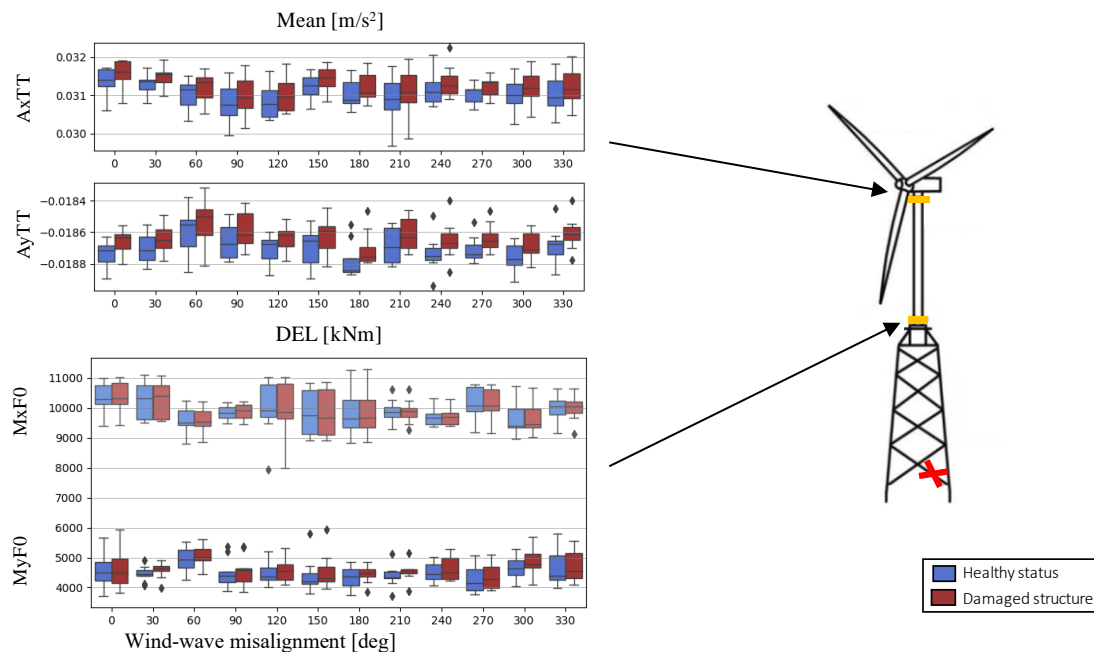 Mean [m/s²]
AxTT
0.032
0.031
0.030
0 30 60 90 120 150 180 210 240 270 300 330
AyTT
−0.0184
−0.0186
−0.0188
0 30 60 90 120 150 180 210 240 270 300 330
DEL [kNm]
MxF0
11000
10000
9000
8000
7000
MyF0
6000
5000
4000
0 30 60 90 120 150 180 210 240 270 300 330
Wind-wave misalignment [deg]
Healthy status
Damaged structure